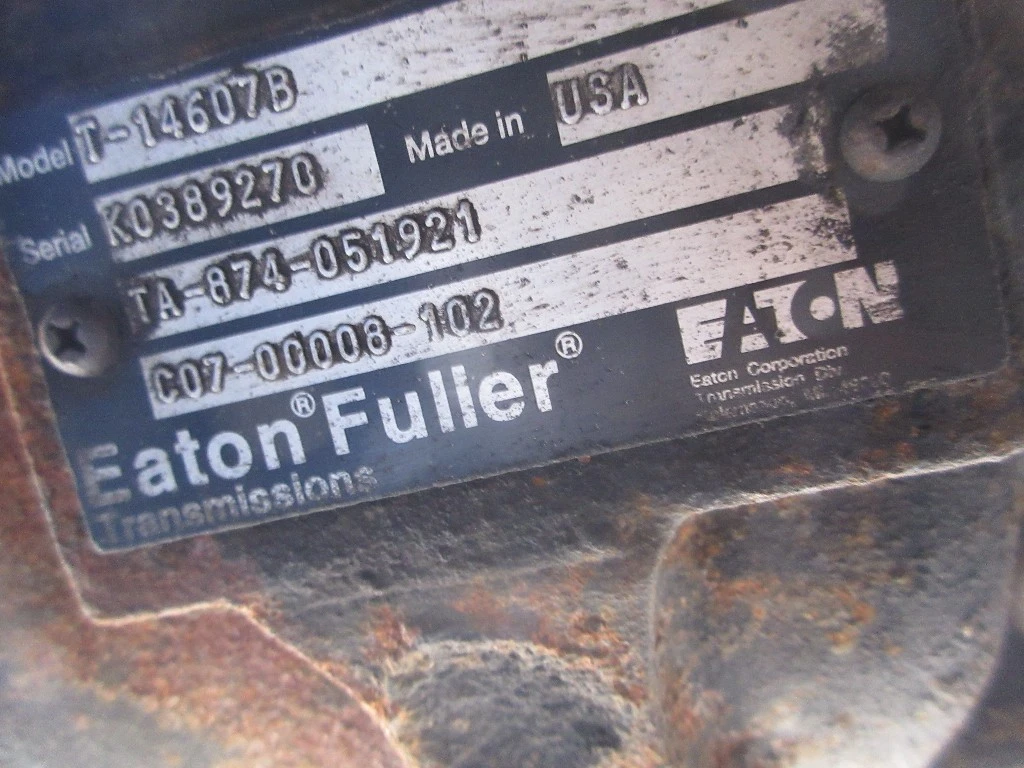 Model T-14607B
Serial K0389270 Made in USA
TA-874-051921
C07-00008-102
Eaton® Fuller®
Transmissions
EATON
Eaton Corporation
Transmission Div